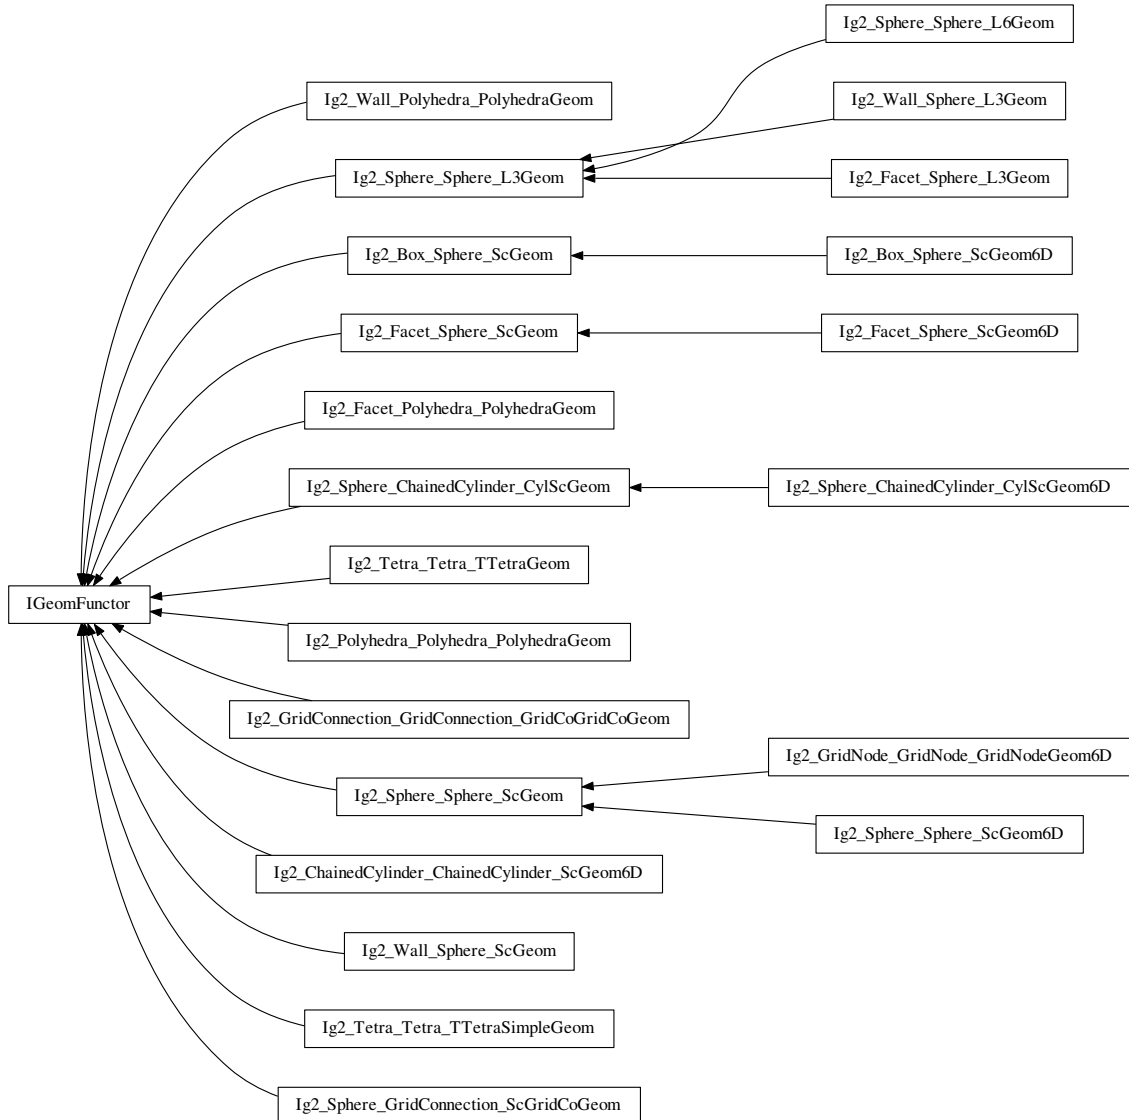 Ig2_Sphere_Sphere_L6Geom
Ig2_Wall_Polyhedra_PolyhedraGeom
Ig2_Wall_Sphere_L3Geom
Ig2_Sphere_Sphere_L3Geom
Ig2_Facet_Sphere_L3Geom
Ig2_Box_Sphere_ScGeom
Ig2_Box_Sphere_ScGeom6D
Ig2_Facet_Sphere_ScGeom
Ig2_Facet_Sphere_ScGeom6D
Ig2_Facet_Polyhedra_PolyhedraGeom
Ig2_Sphere_ChainedCylinder_CylScGeom
Ig2_Sphere_ChainedCylinder_CylScGeom6D
Ig2_Tetra_Tetra_TTetraGeom
IGeomFunctor
Ig2_Polyhedra_Polyhedra_PolyhedraGeom
Ig2_GridConnection_GridConnection_GridCoGridCoGeom
Ig2_GridNode_GridNode_GridNodeGeom6D
Ig2_Sphere_Sphere_ScGeom
Ig2_Sphere_Sphere_ScGeom6D
Ig2_ChainedCylinder_ChainedCylinder_ScGeom6D
Ig2_Wall_Sphere_ScGeom
Ig2_Tetra_Tetra_TTetraSimpleGeom
Ig2_Sphere_GridConnection_ScGridCoGeom